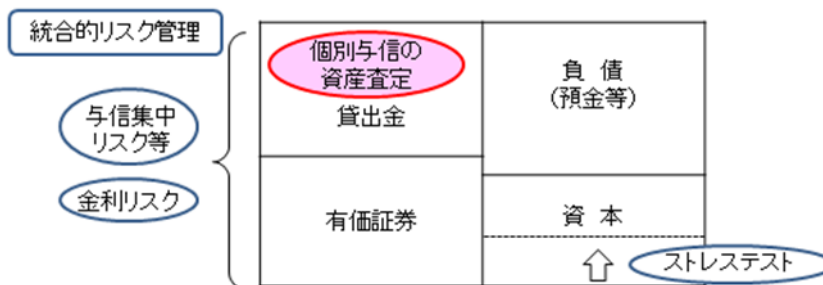 統合的リスク管理
与信集中
リスク等
金利リスク
個別与信の
資産査定
貸出金
有価証券
負 債
(預金等)
資 本
ストレステスト